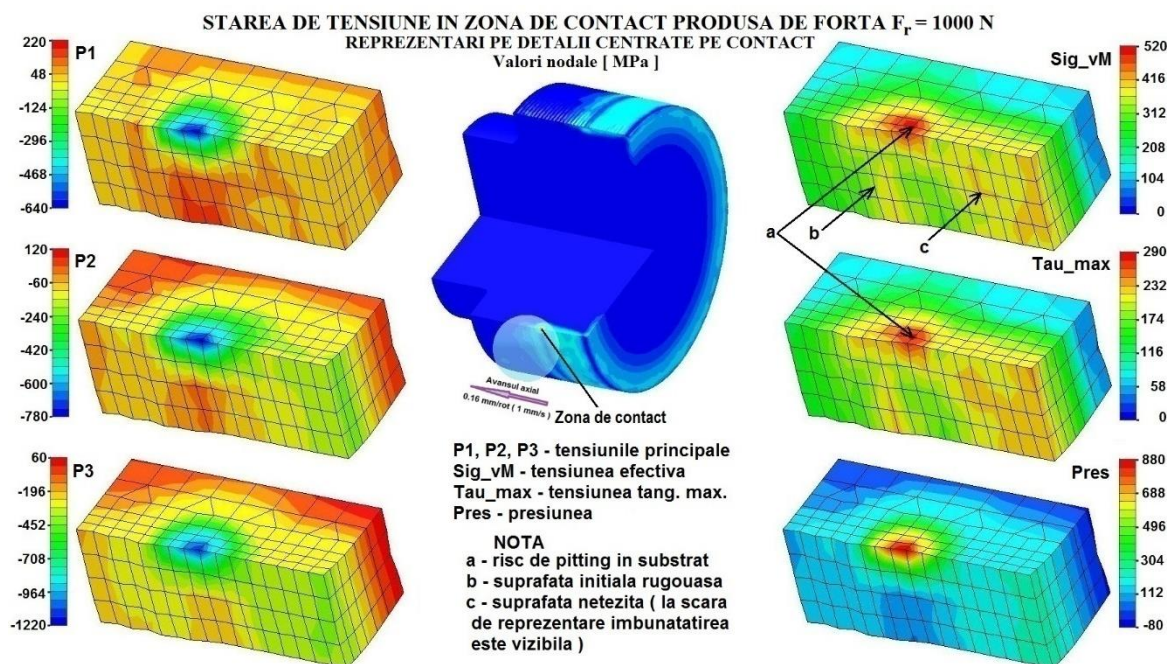 STAREA DE TENSIUNE IN ZONA DE CONTACT PRODUSA DE FORTA Fr = 1000 N
REPREZENTARI PE DETALII CENTRATE PE CONTACT
Valori nodale [ MPa ]
220
48
-124
-296
-468
-640
P1
120
-60
-240
-420
-600
-780
P2
60
-196
-452
-708
-964
-1220
P3
Avansul axial
0.16 mm/rot ( 1 mm/s )
Zona de contact
P1, P2, P3 - tensiunile principale
Sig_vM - tensiunea efectiva
Tau_max - tensiunea tang. max.
Pres - presiunea
NOTA
a - risc de pitting in substrat
b - suprafata initiala rugouasa
c - suprafata netezita ( la scara
de reprezentare imbunatatirea
este vizibila )
Sig_vM
520
416
312
208
104
0
a
b
c
Tau_max
290
232
174
116
58
0
Pres
880
688
496
304
112
-80